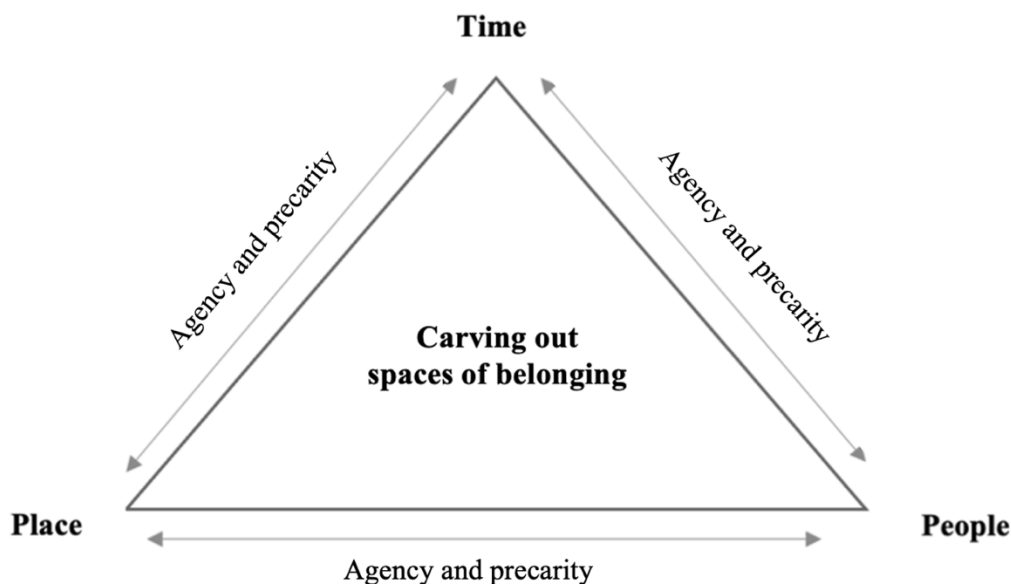 Time
Agency and precarity
Agency and precarity
Carving out
spaces of belonging
Place
People
Agency and precarity